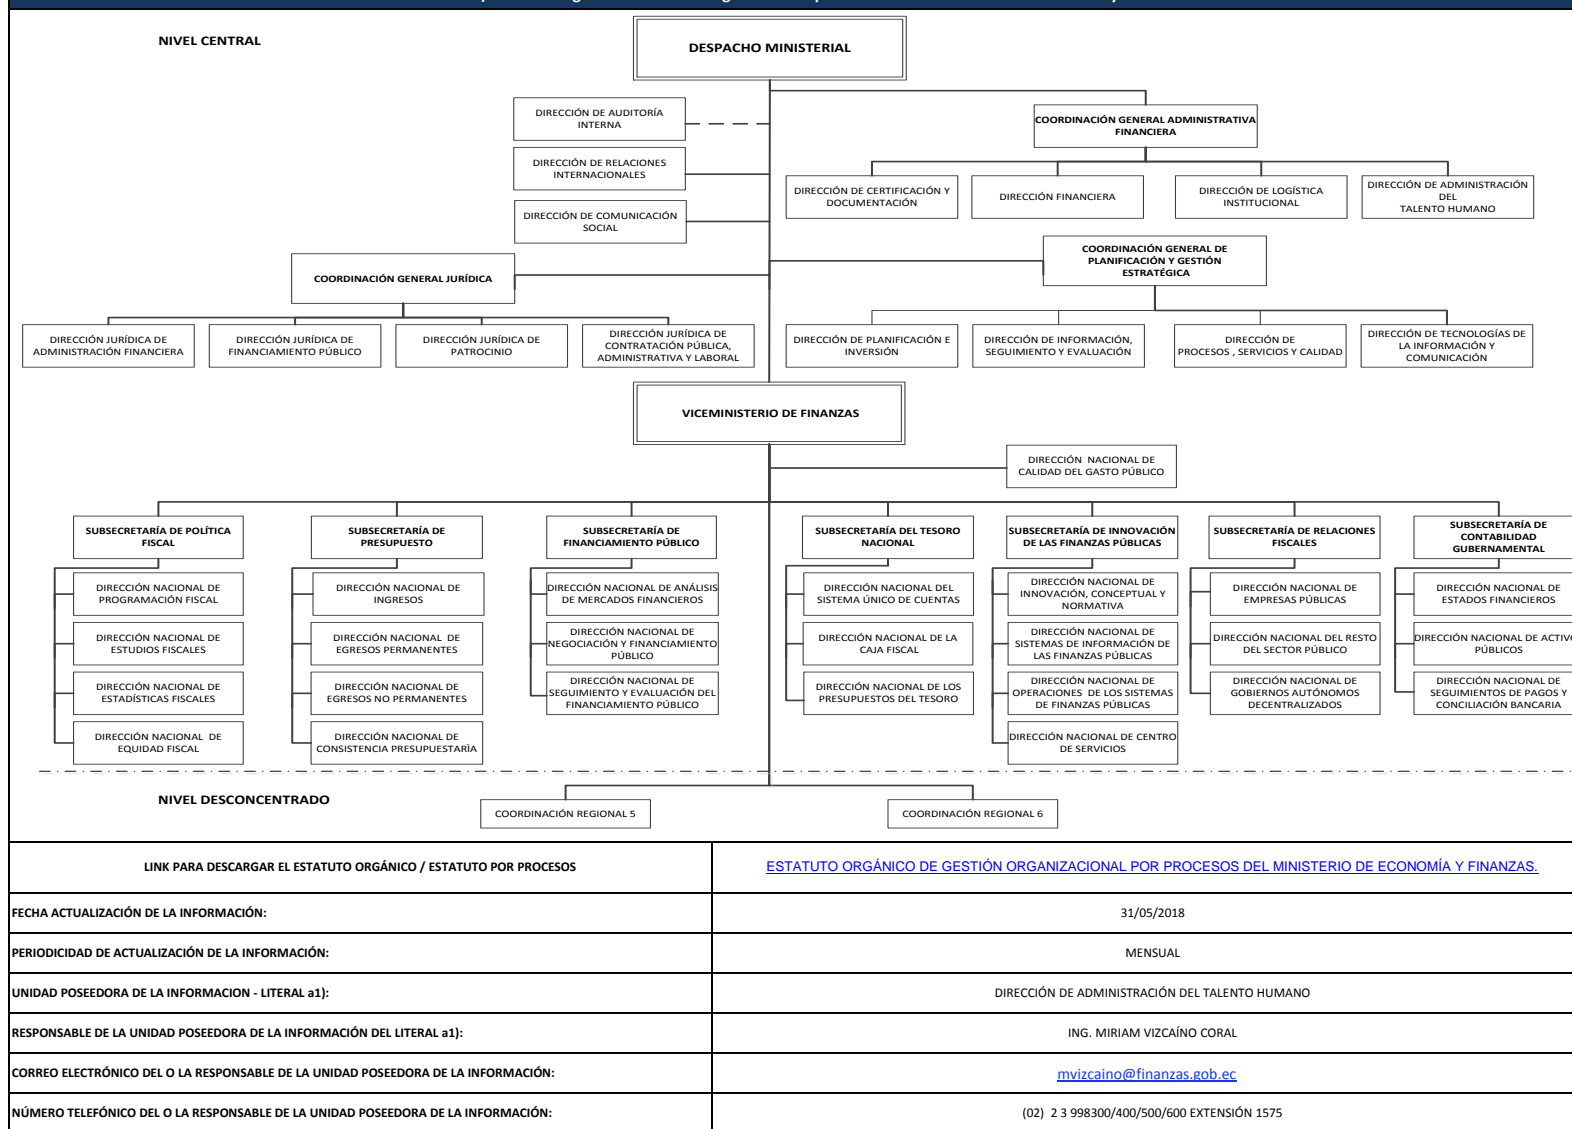 NIVEL CENTRAL
DESPACHO MINISTERIAL
DIRECCIÓN DE AUDITORÍA
INTERNA
COORDINACIÓN GENERAL ADMINISTRATIVA
FINANCIERA
DIRECCIÓN DE RELACIONES
INTERNACIONALES
DIRECCIÓN DE CERTIFICACIÓN Y
DOCUMENTACIÓN
DIRECCIÓN FINANCIERA
DIRECCIÓN DE LOGÍSTICA
INSTITUCIONAL
DIRECCIÓN DE ADMINISTRACIÓN
DEL
TALENTO HUMANO
DIRECCIÓN DE COMUNICACIÓN
SOCIAL
COORDINACIÓN GENERAL JURÍDICA
COORDINACIÓN GENERAL DE
PLANIFICACIÓN Y GESTIÓN
ESTRATÉGICA
DIRECCIÓN JURÍDICA DE
ADMINISTRACIÓN FINANCIERA
DIRECCIÓN JURÍDICA DE
FINANCIAMIENTO PÚBLICO
DIRECCIÓN JURÍDICA DE
PATROCINIO
DIRECCIÓN JURÍDICA DE
CONTRATACIÓN PÚBLICA,
ADMINISTRATIVA Y LABORAL
DIRECCIÓN DE PLANIFICACIÓN E
INVERSIÓN
DIRECCIÓN DE INFORMACIÓN,
SEGUIMIENTO Y EVALUACIÓN
DIRECCIÓN DE
PROCESOS , SERVICIOS Y CALIDAD
DIRECCIÓN DE TECNOLOGÍAS DE
LA INFORMACIÓN Y
COMUNICACIÓN
VICEMINISTERIO DE FINANZAS
DIRECCIÓN  NACIONAL DE
CALIDAD DEL GASTO PÚBLICO
SUBSECRETARÍA DE POLÍTICA
FISCAL
SUBSECRETARÍA DE
PRESUPUESTO
SUBSECRETARÍA DE
FINANCIAMIENTO PÚBLICO
SUBSECRETARÍA DEL TESORO
NACIONAL
SUBSECRETARÍA DE INNOVACIÓN
DE LAS FINANZAS PÚBLICAS
SUBSECRETARÍA DE RELACIONES
FISCALES
SUBSECRETARÍA DE
CONTABILIDAD
GUBERNAMENTAL
DIRECCIÓN NACIONAL DE
PROGRAMACIÓN FISCAL
DIRECCIÓN NACIONAL DE
INGRESOS
DIRECCIÓN NACIONAL DE ANÁLISIS
DE MERCADOS FINANCIEROS
DIRECCIÓN NACIONAL DEL
SISTEMA ÚNICO DE CUENTAS
DIRECCIÓN NACIONAL DE
INNOVACIÓN, CONCEPTUAL Y
NORMATIVA
DIRECCIÓN NACIONAL DE
EMPRESAS PÚBLICAS
DIRECCIÓN NACIONAL DE
ESTADOS FINANCIEROS
DIRECCIÓN NACIONAL DE
ESTUDIOS FISCALES
DIRECCIÓN NACIONAL  DE
EGRESOS PERMANENTES
DIRECCIÓN NACIONAL DE
NEGOCIACIÓN Y FINANCIAMIENTO
PÚBLICO
DIRECCIÓN NACIONAL DE LA
CAJA FISCAL
DIRECCIÓN NACIONAL DE
SISTEMAS DE INFORMACIÓN DE
LAS FINANZAS PÚBLICAS
DIRECCIÓN NACIONAL DEL RESTO
DEL SECTOR PÚBLICO
DIRECCIÓN NACIONAL DE ACTIVO
PÚBLICOS
DIRECCIÓN NACIONAL DE
ESTADÍSTICAS FISCALES
DIRECCIÓN NACIONAL DE
EGRESOS NO PERMANENTES
DIRECCIÓN NACIONAL DE
SEGUIMIENTO Y EVALUACIÓN DEL
FINANCIAMIENTO PÚBLICO
DIRECCIÓN NACIONAL DE LOS
PRESUPUESTOS DEL TESORO
DIRECCIÓN NACIONAL DE
OPERACIONES  DE LOS SISTEMAS
DE FINANZAS PÚBLICAS
DIRECCIÓN NACIONAL DE
GOBIERNOS AUTÓNOMOS
DECENTRALIZADOS
DIRECCIÓN NACIONAL DE
SEGUIMIENTOS DE PAGOS Y
CONCILIACIÓN BANCARIA
DIRECCIÓN NACIONAL  DE
EQUIDAD FISCAL
DIRECCIÓN NACIONAL DE
CONSISTENCIA PRESUPUESTARÌA
DIRECCIÓN NACIONAL DE CENTRO
DE SERVICIOS
NIVEL DESCONCENTRADO
COORDINACIÓN REGIONAL 5
COORDINACIÓN REGIONAL 6
LINK PARA DESCARGAR EL ESTATUTO ORGÁNICO / ESTATUTO POR PROCESOS
ESTATUTO ORGÁNICO DE GESTIÓN ORGANIZACIONAL POR PROCESOS DEL MINISTERIO DE ECONOMÍA Y FINANZAS.
FECHA ACTUALIZACIÓN DE LA INFORMACIÓN:
31/05/2018
PERIODICIDAD DE ACTUALIZACIÓN DE LA INFORMACIÓN:
MENSUAL
UNIDAD POSEEDORA DE LA INFORMACION - LITERAL a1):
DIRECCIÓN DE ADMINISTRACIÓN DEL TALENTO HUMANO
RESPONSABLE DE LA UNIDAD POSEEDORA DE LA INFORMACIÓN DEL LITERAL a1):
ING. MIRIAM VIZCAÍNO CORAL
CORREO ELECTRÓNICO DEL O LA RESPONSABLE DE LA UNIDAD POSEEDORA DE LA INFORMACIÓN:
mvizcaino@finanzas.gob.ec
NÚMERO TELEFÓNICO DEL O LA RESPONSABLE DE LA UNIDAD POSEEDORA DE LA INFORMACIÓN:
(02)  2 3 998300/400/500/600 EXTENSIÓN 1575